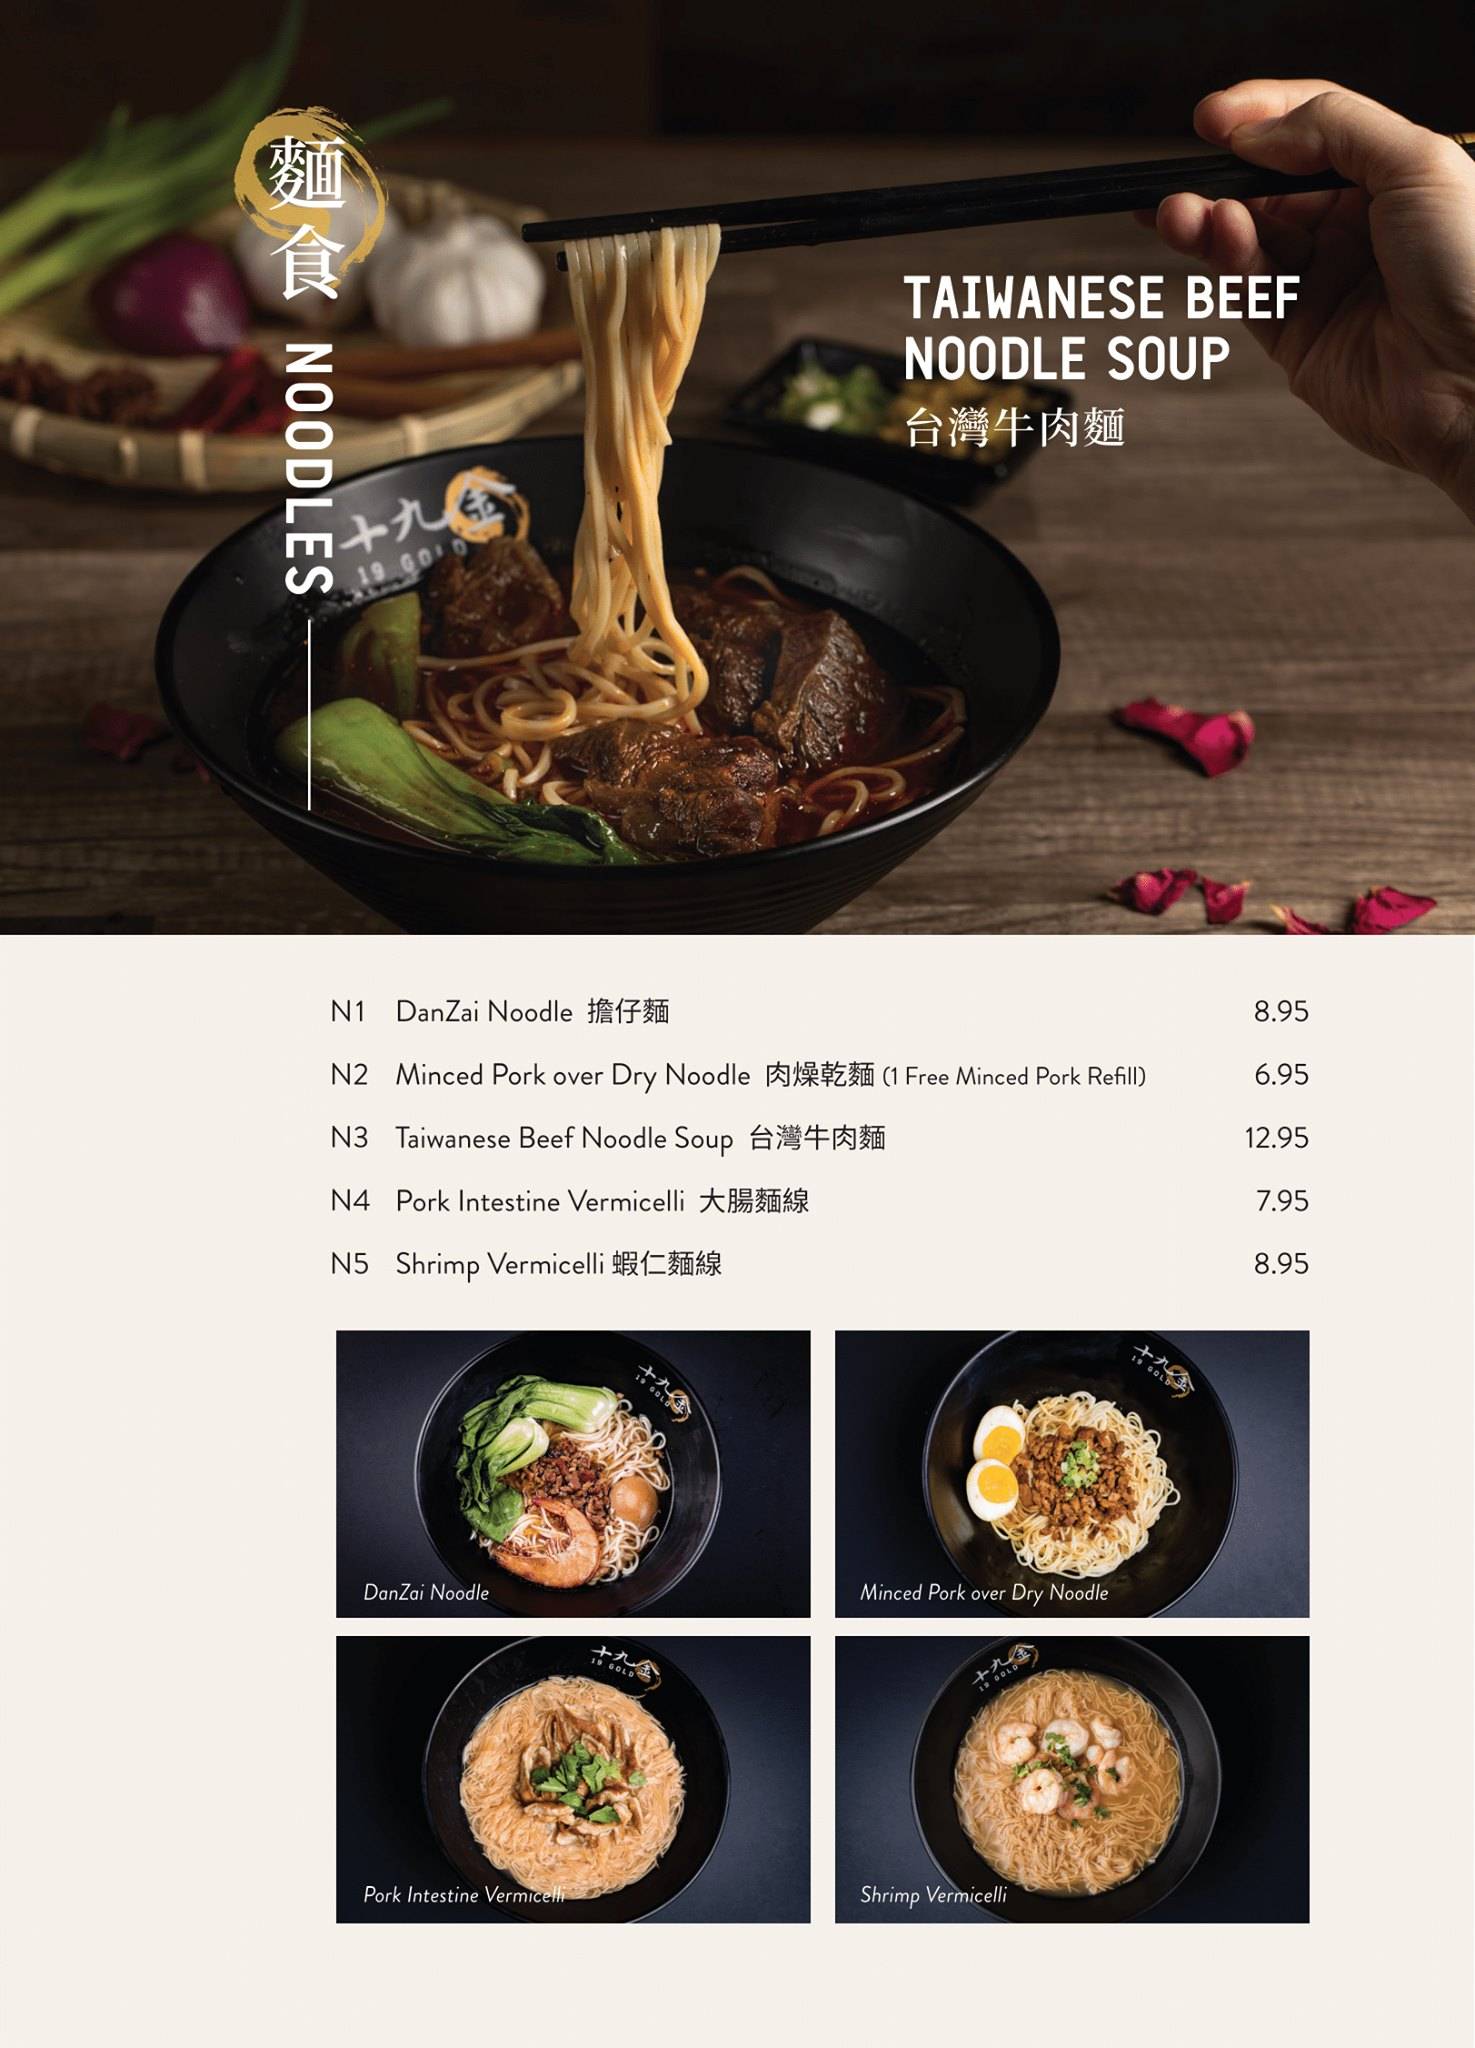 麵食 NOODLES
TAIWANESE BEEF
NOODLE SOUP
台灣牛肉麵
十九金
19 GOLD
N1 DanZai Noodle 擔仔麵 8.95
N2 Minced Pork over Dry Noodle 肉燥乾麵 (1 Free Minced Pork Refill) 6.95
N3 Taiwanese Beef Noodle Soup 台灣牛肉麵 12.95
N4 Pork Intestine Vermicelli 大腸麵線 7.95
N5 Shrimp Vermicelli 蝦仁麵線 8.95
十九金
19 GOLD
DanZai Noodle
十九金
19 GOLD
Minced Pork over Dry Noodle
十九金
19 GOLD
Pork Intestine Vermicelli
十九金
19 GOLD
Shrimp Vermicelli